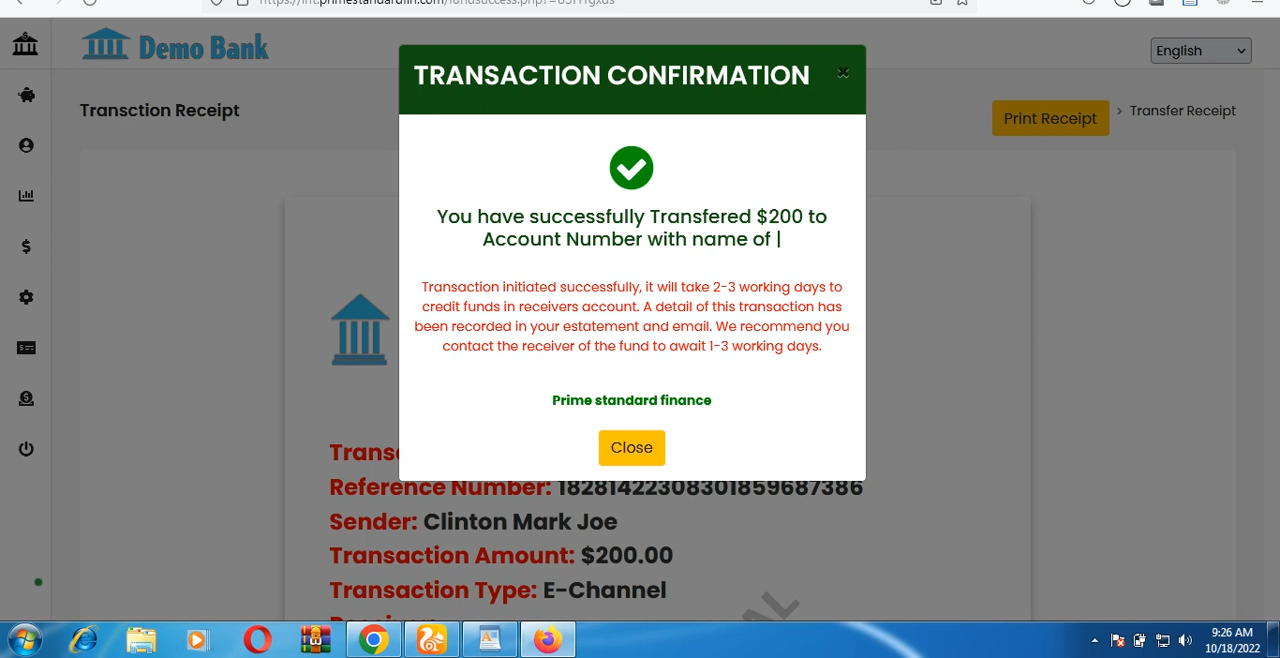 Demo Bank
English
TRANSACTION CONFIRMATION
Transction Receipt
Print Receipt
> Transfer Receipt
You have successfully Transfered $200 to
Account Number with name of |
Transaction initiated successfully, it will take 2-3 working days to
credit funds in receivers account. A detail of this transaction has
been recorded in your estatement and email. We recommend you
contact the receiver of the fund to await 1-3 working days.
Prime standard finance
Close
Reference Number: 18281422308301859687386
Sender: Clinton Mark Joe
Transaction Amount: $200.00
Transaction Type: E-Channel
9:26 AM
10/18/2022